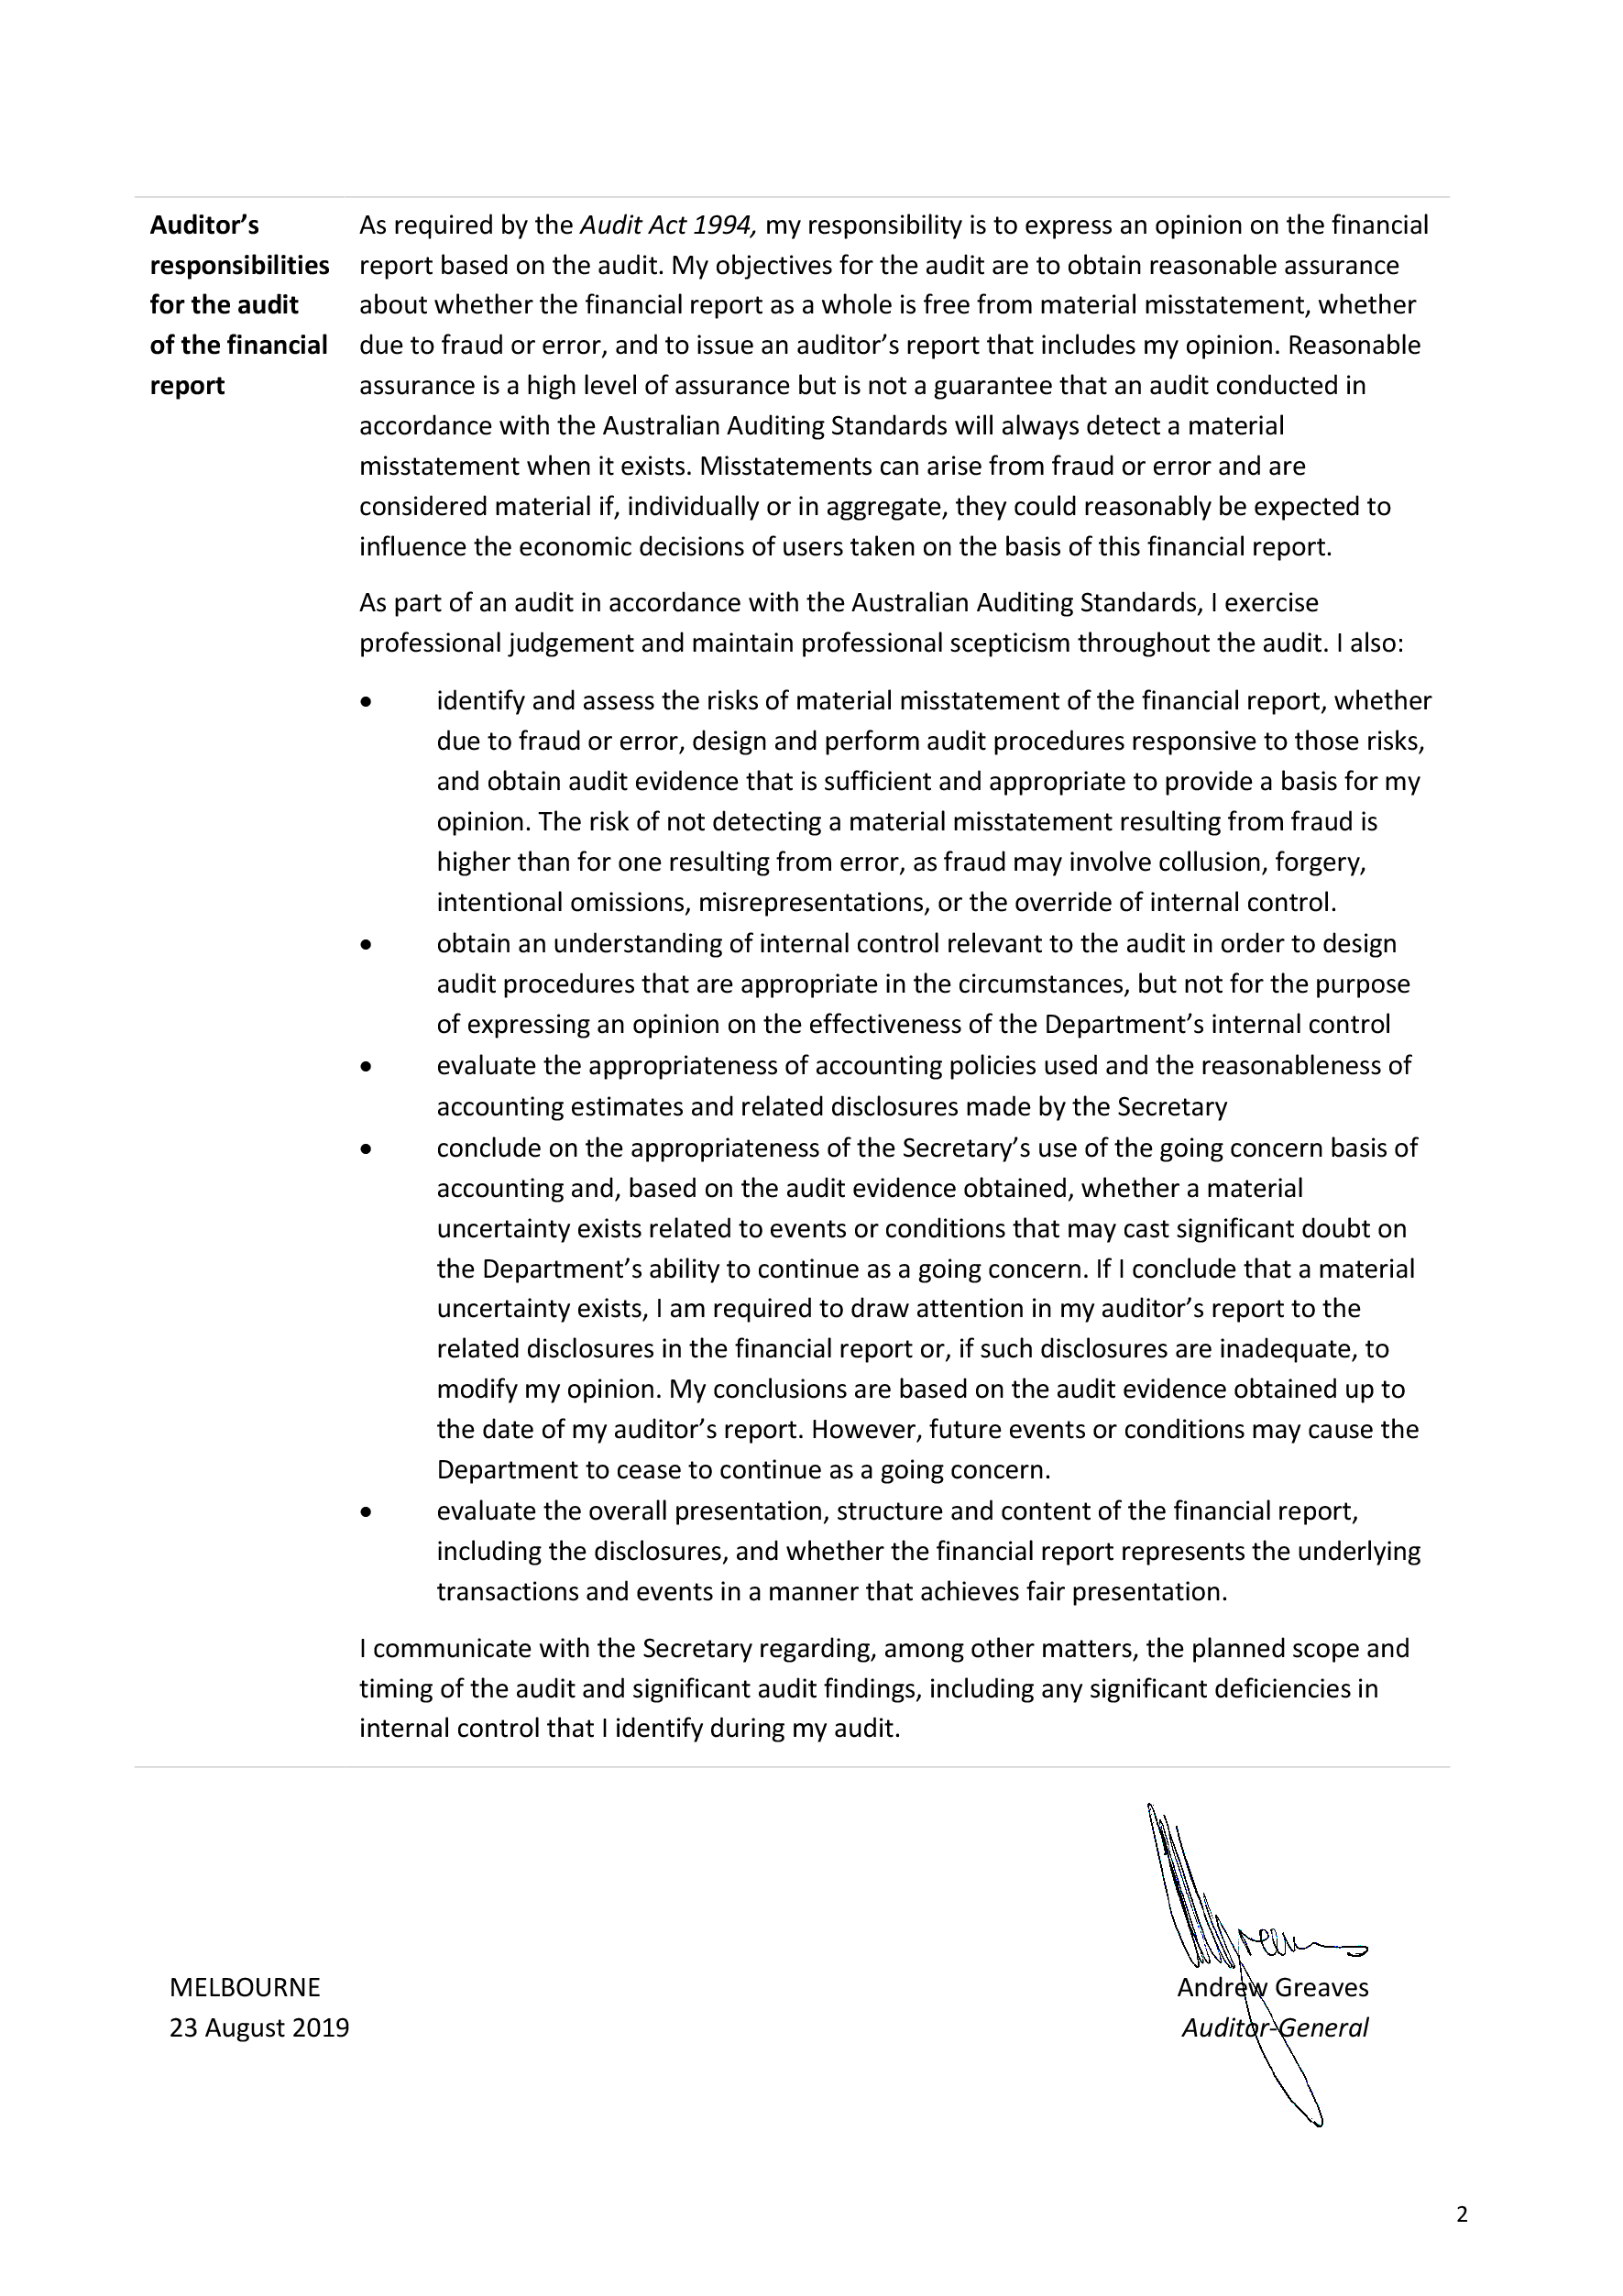 Auditor's
responsibilities
for the audit
of the financial
report
As required by the Audit Act 1994, my responsibility is to express an opinion on the financial
report based on the audit. My objectives for the audit are to obtain reasonable assurance
about whether the financial report as a whole is free from material misstatement, whether
due to fraud or error, and to issue an auditor's report that includes my opinion. Reasonable
assurance is a high level of assurance but is not a guarantee that an audit conducted in
accordance with the Australian Auditing Standards will always detect a material
misstatement when it exists. Misstatements can arise from fraud or error and are
considered material if, individually or in aggregate, they could reasonably be expected to
influence the economic decisions of users taken on the basis of this financial report.
As part of an audit in accordance with the Australian Auditing Standards, I exercise
professional judgement and maintain professional scepticism throughout the audit. I also:
• identify and assess the risks of material misstatement of the financial report, whether
due to fraud or error, design and perform audit procedures responsive to those risks,
and obtain audit evidence that is sufficient and appropriate to provide a basis for my
opinion. The risk of not detecting a material misstatement resulting from fraud is
higher than for one resulting from error, as fraud may involve collusion, forgery,
intentional omissions, misrepresentations, or the override of internal control.
• obtain an understanding of internal control relevant to the audit in order to design
audit procedures that are appropriate in the circumstances, but not for the purpose
of expressing an opinion on the effectiveness of the Department's internal control
• evaluate the appropriateness of accounting policies used and the reasonableness of
accounting estimates and related disclosures made by the Secretary
• conclude on the appropriateness of the Secretary's use of the going concern basis of
accounting and, based on the audit evidence obtained, whether a material
uncertainty exists related to events or conditions that may cast significant doubt on
the Department's ability to continue as a going concern. If I conclude that a material
uncertainty exists, I am required to draw attention in my auditor's report to the
related disclosures in the financial report or, if such disclosures are inadequate, to
modify my opinion. My conclusions are based on the audit evidence obtained up to
the date of my auditor's report. However, future events or conditions may cause the
Department to cease to continue as a going concern.
• evaluate the overall presentation, structure and content of the financial report,
including the disclosures, and whether the financial report represents the underlying
transactions and events in a manner that achieves fair presentation.
I communicate with the Secretary regarding, among other matters, the planned scope and
timing of the audit and significant audit findings, including any significant deficiencies in
internal control that I identify during my audit.
MELBOURNE
23 August 2019
Andrew Greaves
Auditor-General
2